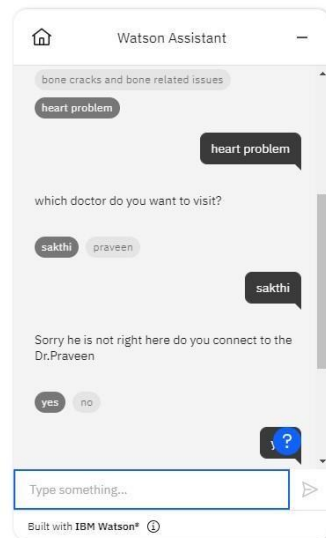 Watson Assistant
bone cracks and bone related issues
heart problem
heart problem
which doctor do you want to visit?
sakthi praveen
sakthi
Sorry he is not right here do you connect to the
Dr.Praveen
yes no
?
Type something...
Built with IBM Watson®